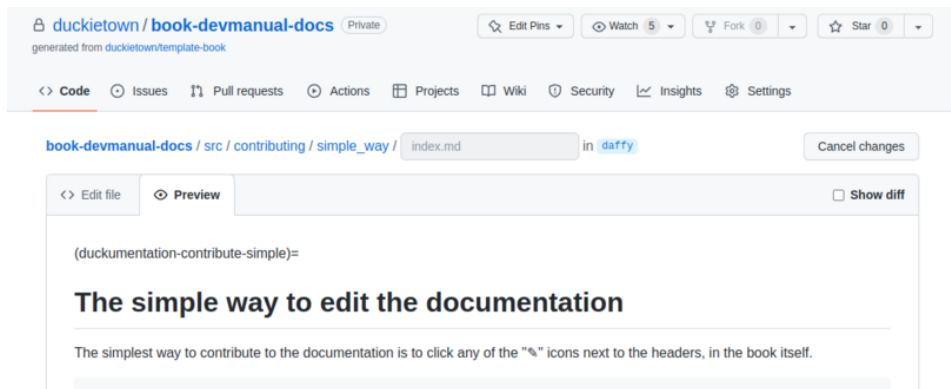 duckietown / book-devmanual-docs Private Edit Pins Watch 5 Fork 0 Star 0
generated from duckietown/template-book
<> Code Issues Pull requests Actions Projects Wiki Security Insights Settings
book-devmanual-docs / src / contributing / simple_way / index.md in daffy Cancel changes
<> Edit file Preview Show diff
(duckumentation-contribute-simple)=
The simple way to edit the documentation
The simplest way to contribute to the documentation is to click any of the "✎" icons next to the headers, in the book itself.